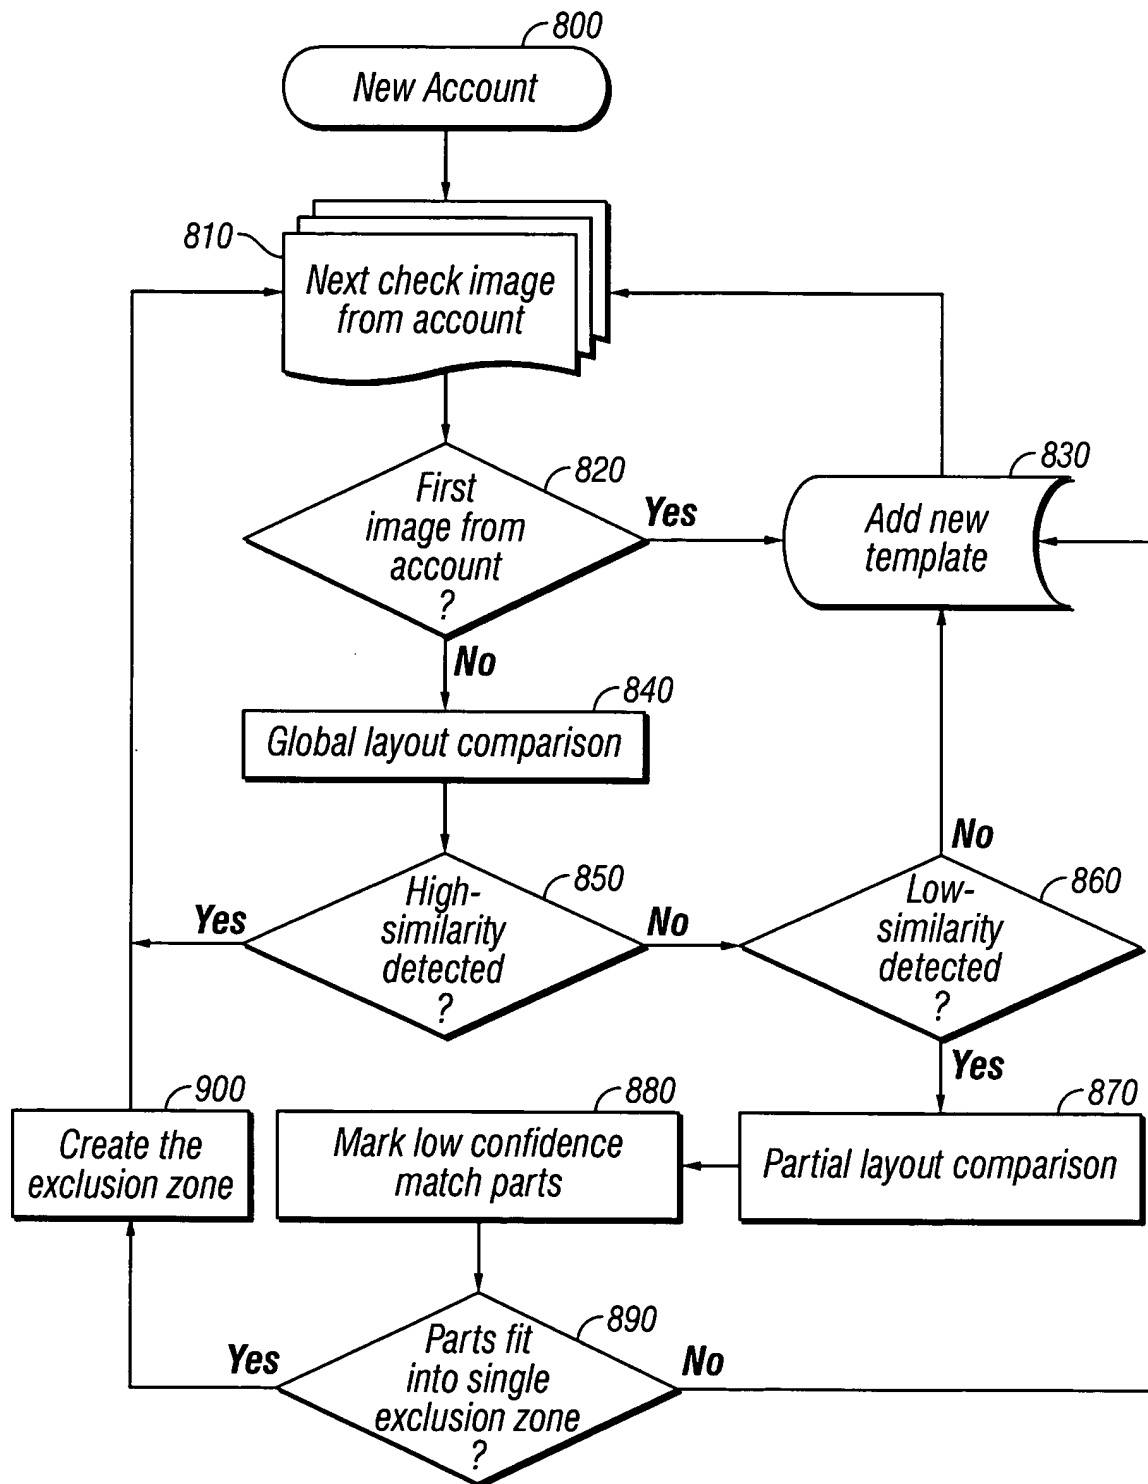 800
New Account
810
Next check image
from account
820
First
image from
account
?
Yes
830
Add new
template
No
840
Global layout comparison
850
High-
similarity
detected
?
Yes
No
No
860
Low-
similarity
detected
?
Yes
900
Create the
exclusion zone
880
Mark low confidence
match parts
870
Partial layout comparison
890
Parts fit
into single
exclusion zone
?
Yes
No